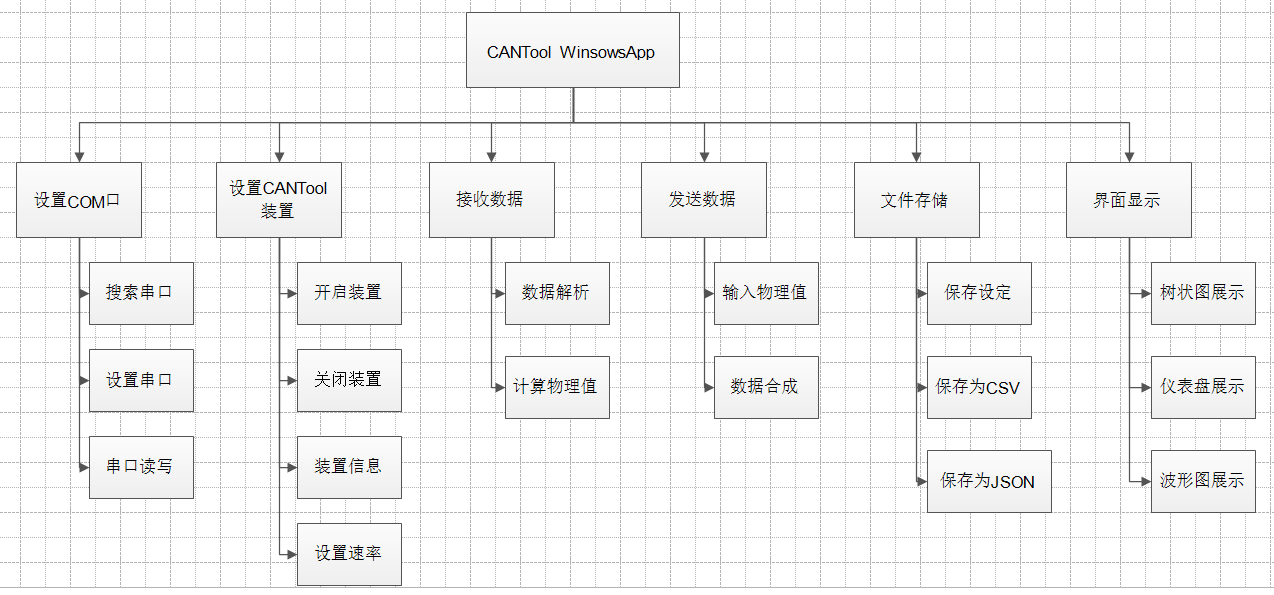 CANTool WinsowsApp
设置COM口
设置CANTool
装置
接收数据
发送数据
文件存储
界面显示
搜索串口
开启装置
数据解析
输入物理值
保存设定
树状图展示
设置串口
关闭装置
计算物理值
数据合成
保存为CSV
仪表盘展示
串口读写
装置信息
保存为JSON
波形图展示
设置速率